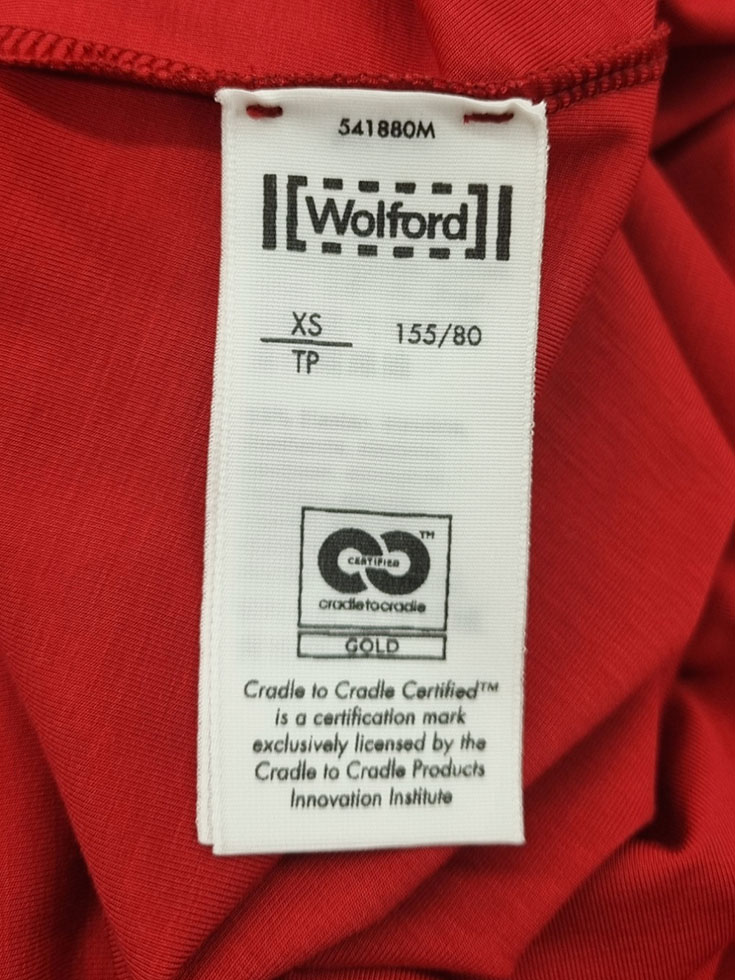 541880M
Wolford
XS 155/80
TP
TM
CERTIFIED
cradletocradle
GOLD
Cradle to Cradle Certified™
is a certification mark
exclusively licensed by the
Cradle to Cradle Products
Innovation Institute